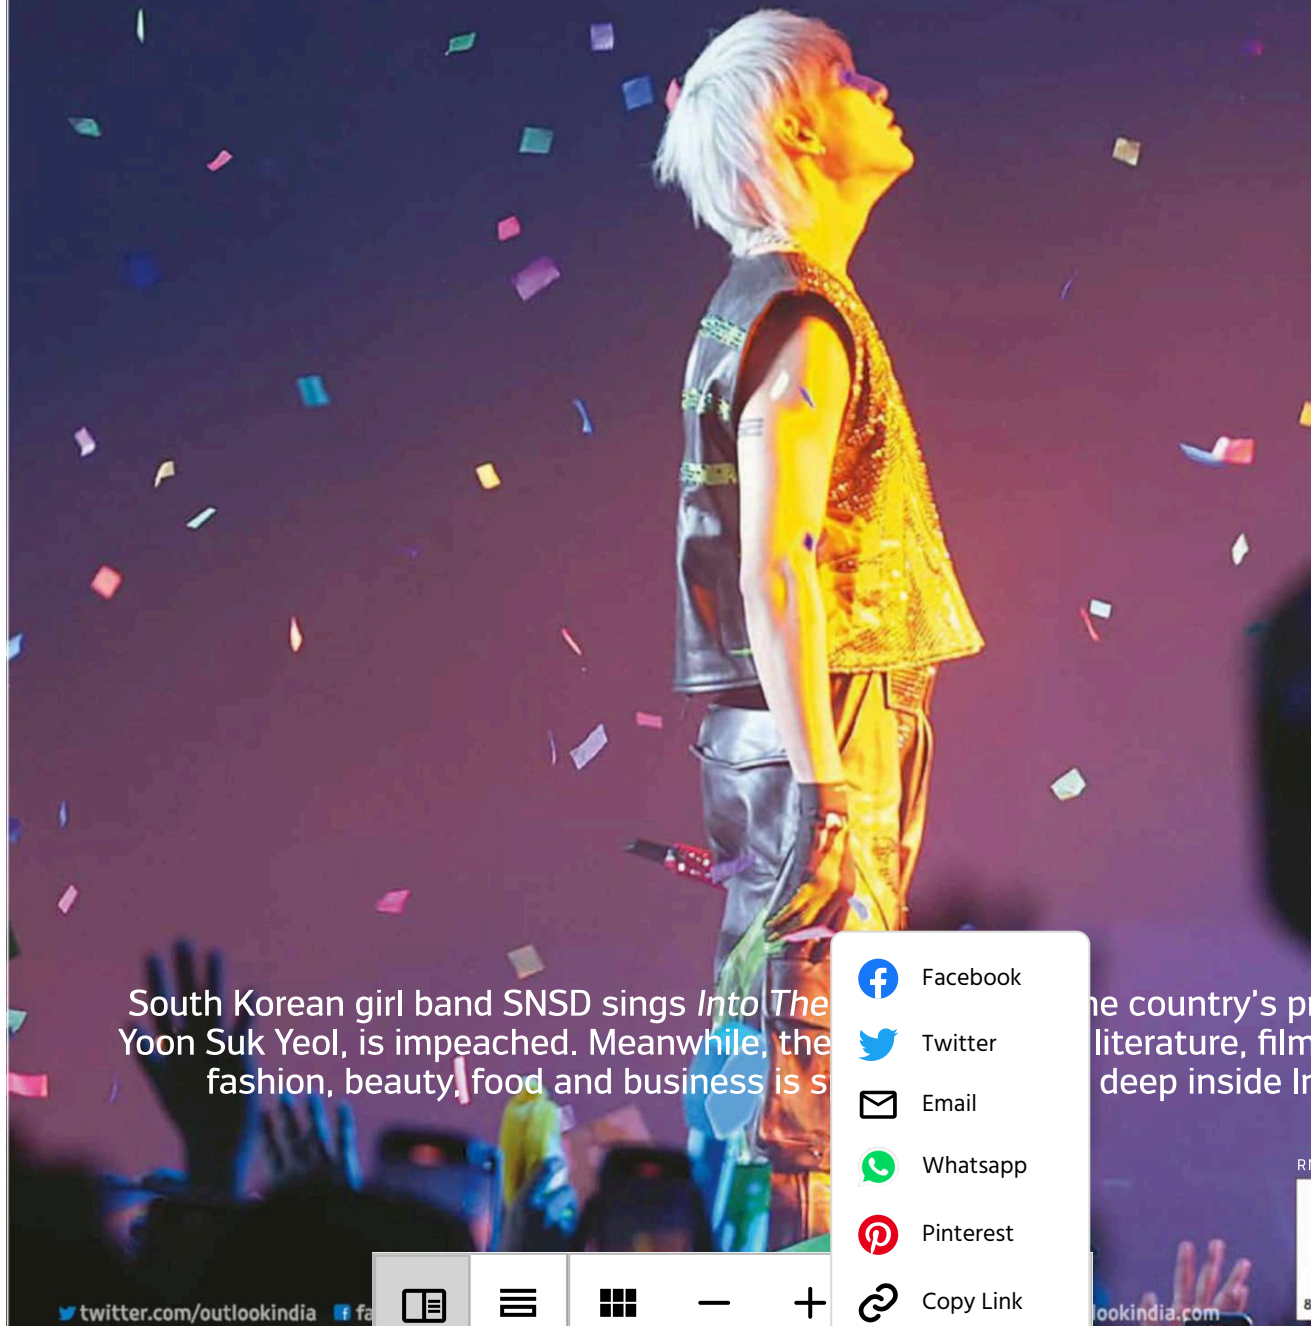 South Korean girl band SNSD sings Into The
he country's
Yoon Suk Yeol, is impeached. Meanwhile, the
literature, film
fashion, beauty, food and business is
deep inside
Facebook
Twitter
Email
Whatsapp
Pinterest
Copy Link
twitter.com/outlookindia
lookindia.com